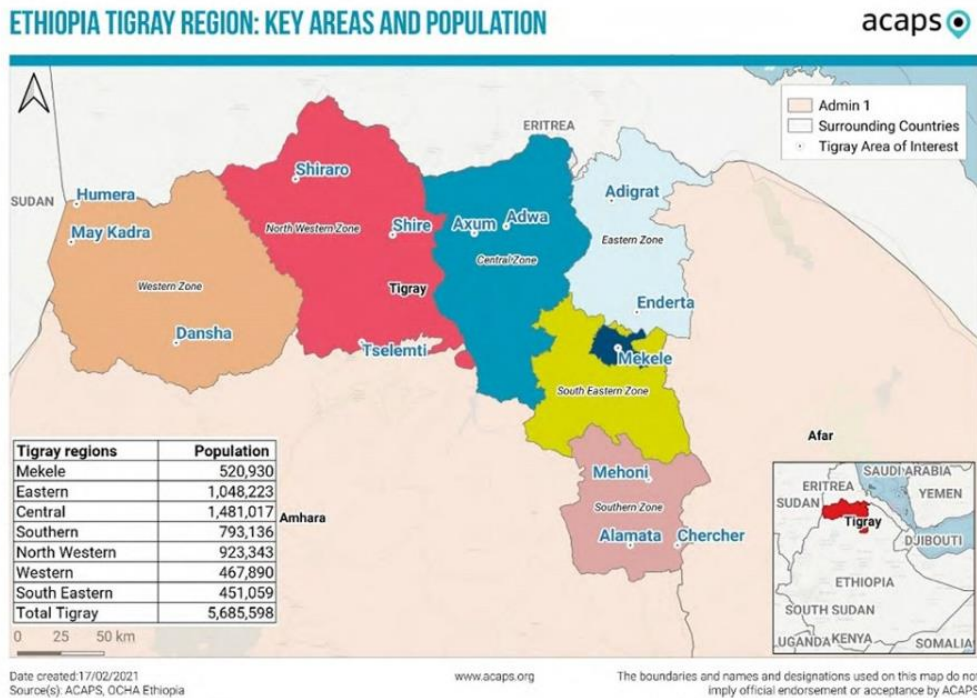 ETHIOPIA TIGRAY REGION: KEY AREAS AND POPULATION
acaps
Admin 1
Surrounding Countries
Tigray Area of Interest
ERITREA
SUDAN
Humera
May Kadra
Western Zone
Dansha
Shiraro
North Western Zone
Shire
Tigray
Tselemti
Axum
Adwa
Central Zone
Adigrat
Eastern Zone
Enderta
Mekele
South Eastern Zone
Mehoni
Southern Zone
Alamata
Chercher
Afar
Amhara
Tigray regions Population
Mekele 520,930
Eastern 1,048,223
Central 1,481,017
Southern 793,136
North Western 923,343
Western 467,890
South Eastern 451,059
Total Tigray 5,685,598
0 25 50 km
SAUDI ARABIA
ERITREA
YEMEN
SUDAN
Tigray
DJIBOUTI
ETHIOPIA
SOUTH SUDAN
UGANDA
KENYA
SOMALIA
Date created:17/02/2021
Source(s): ACAPS, OCHA Ethiopia
www.acaps.org
The boundaries and names and designations used on this map do no
imply official endorsement or acceptance by ACAPS